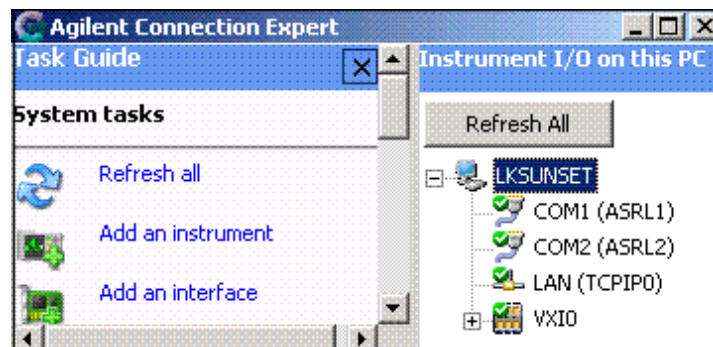 Agilent Connection Expert
Task Guide
System tasks
Refresh all
Add an instrument
Add an interface
Instrument I/O on this PC
Refresh All
LKSUNSET
COM1 (ASRL1)
COM2 (ASRL2)
LAN (TCPIP0)
VXI0